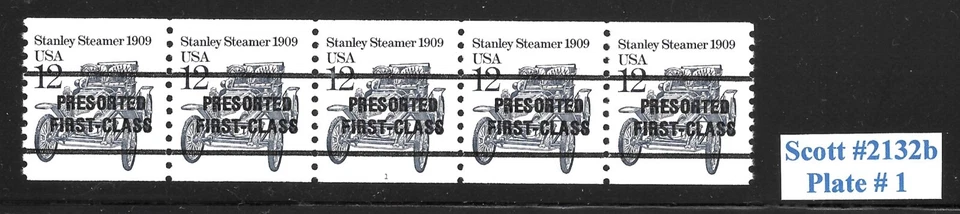 Stanley Steamer 1909
USA
12
PRESORTED
FIRST-CLASS
Stanley Steamer 1909
USA
12
PRESORTED
FIRST-CLASS
Stanley Steamer 1909
USA
12
PRESORTED
FIRST-CLASS
1
Stanley Steamer 1909
USA
12
PRESORTED
FIRST-CLASS
Stanley Steamer 1909
USA
12
PRESORTED
FIRST-CLASS
Scott #2132b
Plate # 1